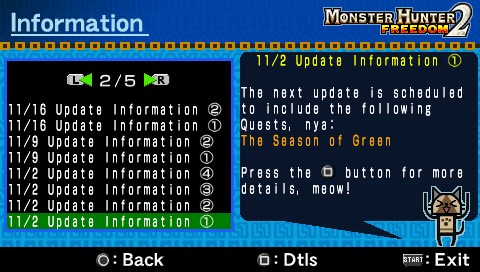 Information
MONSTER HUNTER
FREEDOM 2
L 2/5 R
11/16 Update Information ②
11/16 Update Information ①
11/9 Update Information ②
11/9 Update Information ①
11/2 Update Information ④
11/2 Update Information ③
11/2 Update Information ②
11/2 Update Information ①
11/2 Update Information ①
The next update is scheduled
to include the following
Quests, nya:
The Season of Green
Press the button for more
details, meow!
: Back
: Dtls
START: Exit